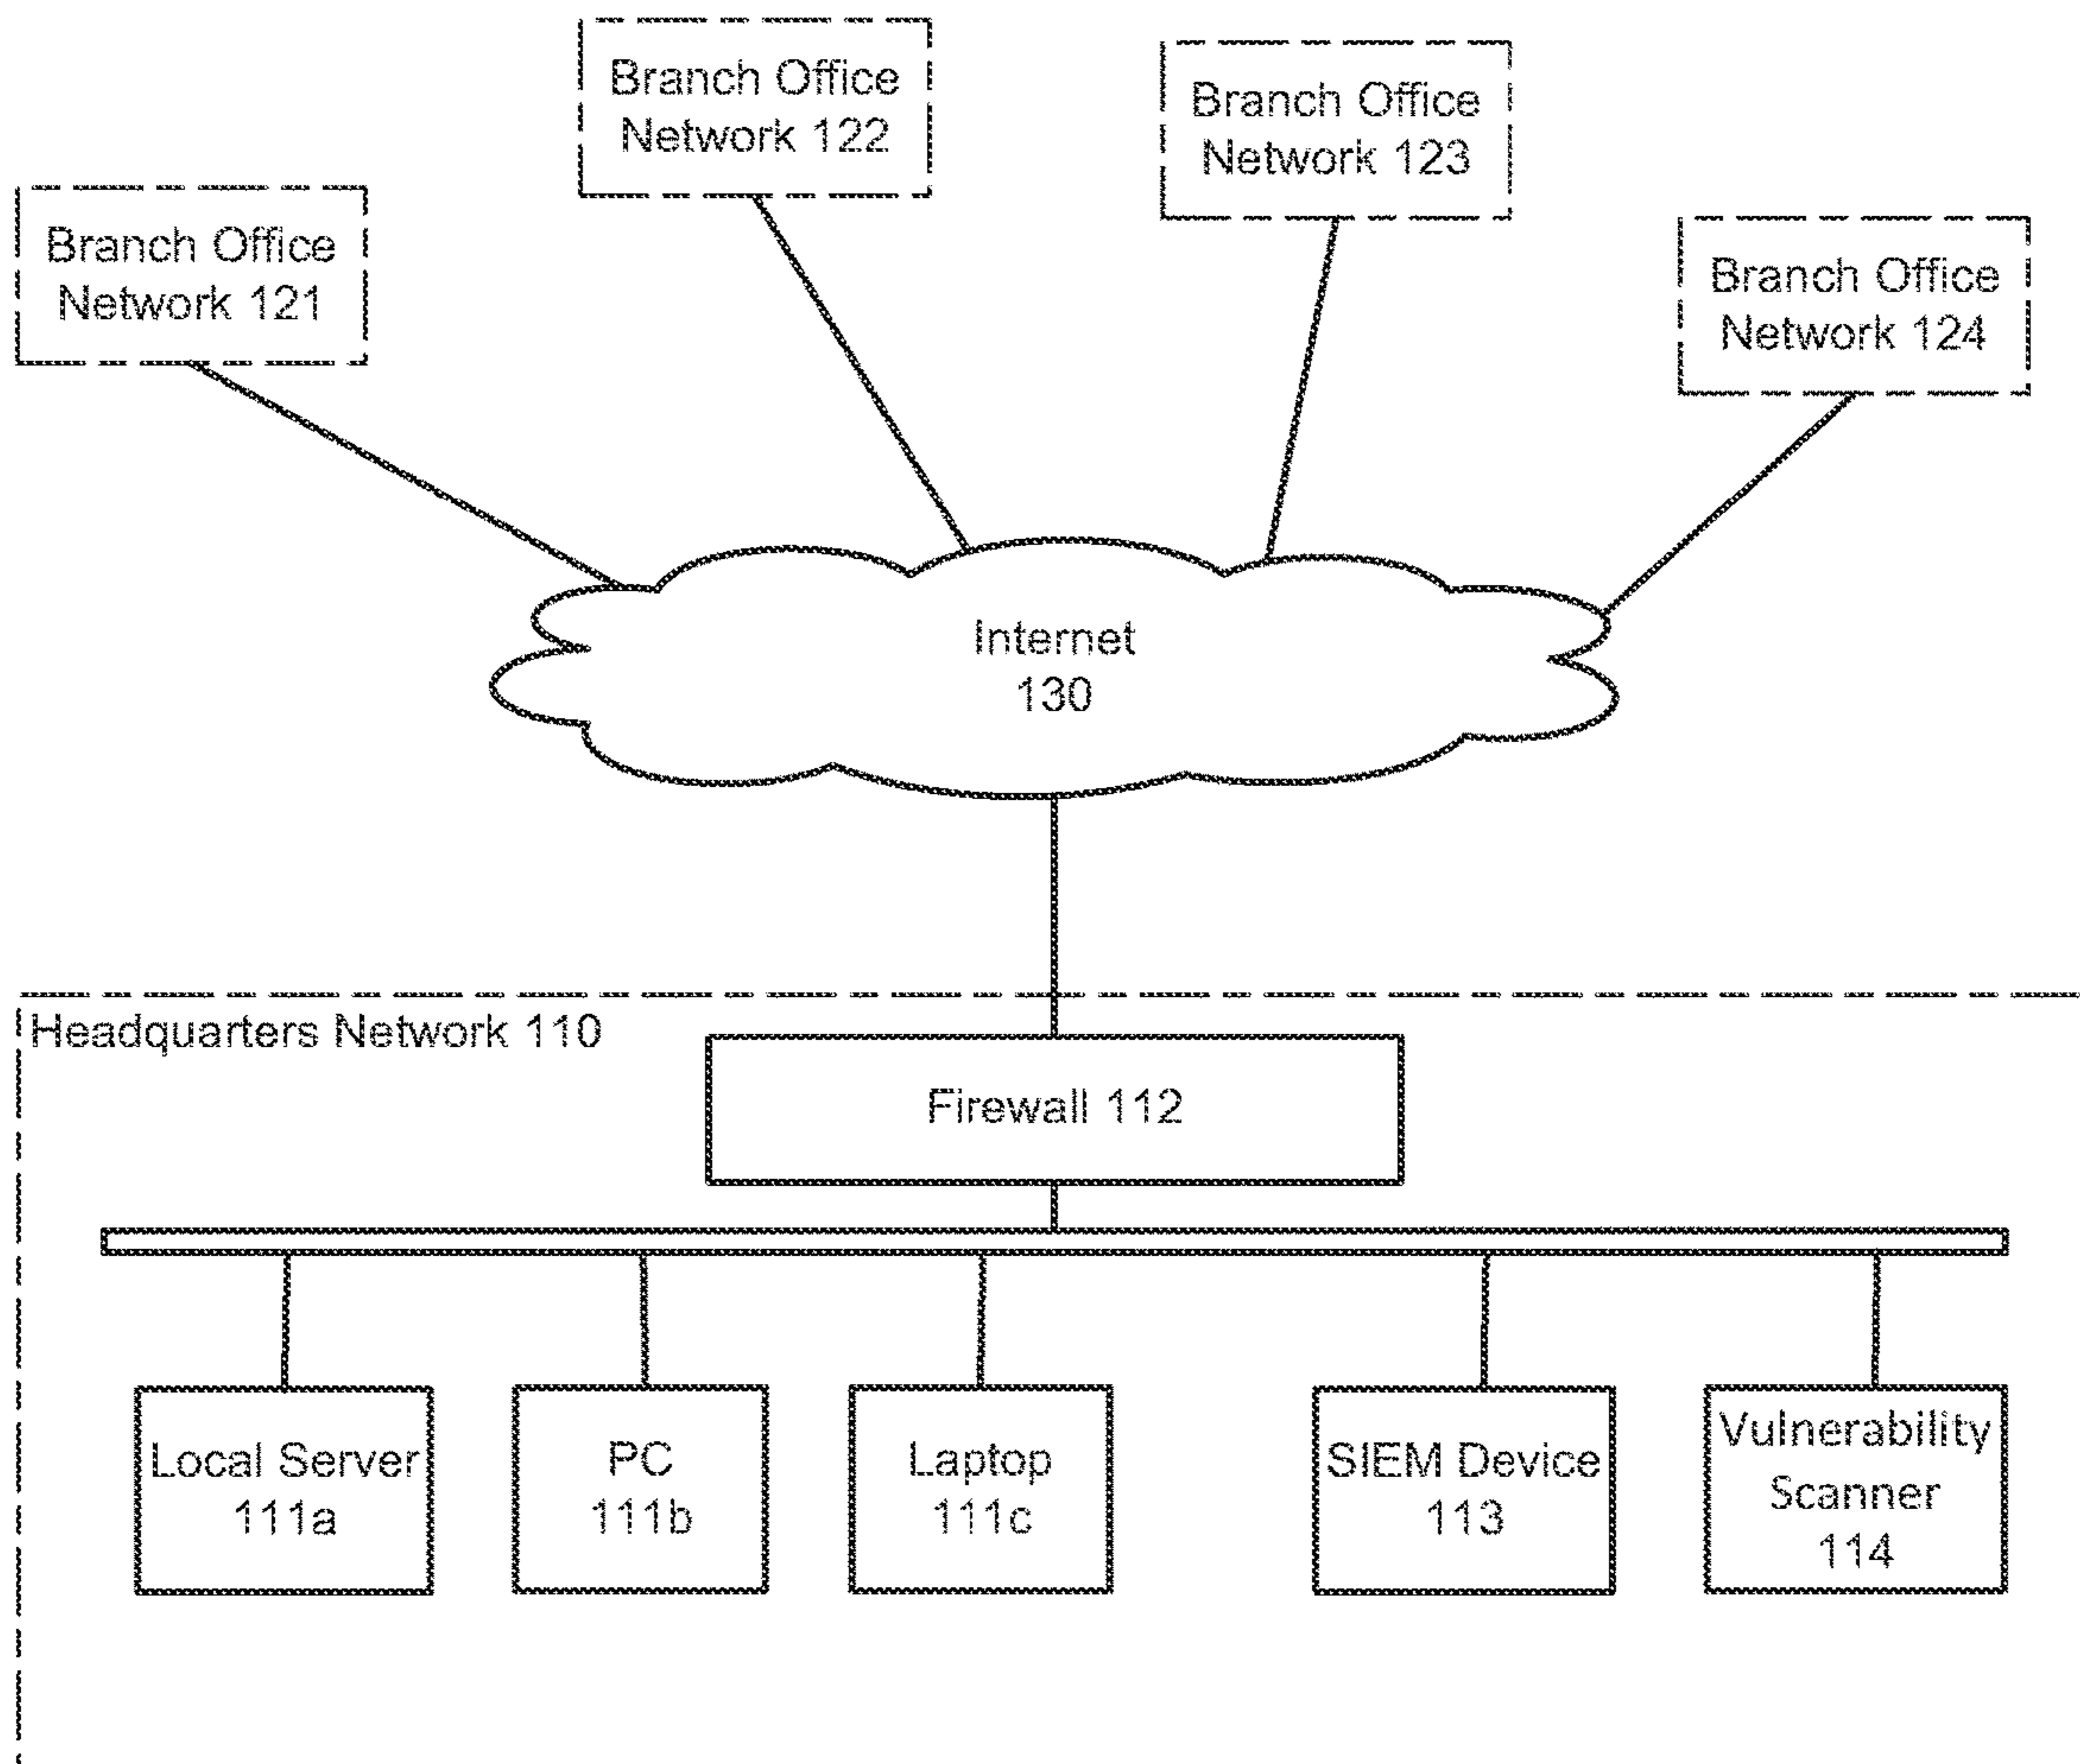 Branch Office
Network 122
Branch Office
Network 123
Branch Office
Network 121
Branch Office
Network 124
Internet
130
Headquarters Network 110
Firewall 112
Local Server
111a
PC
111b
Laptop
111c
SIEM Device
113
Vulnerability
Scanner
114